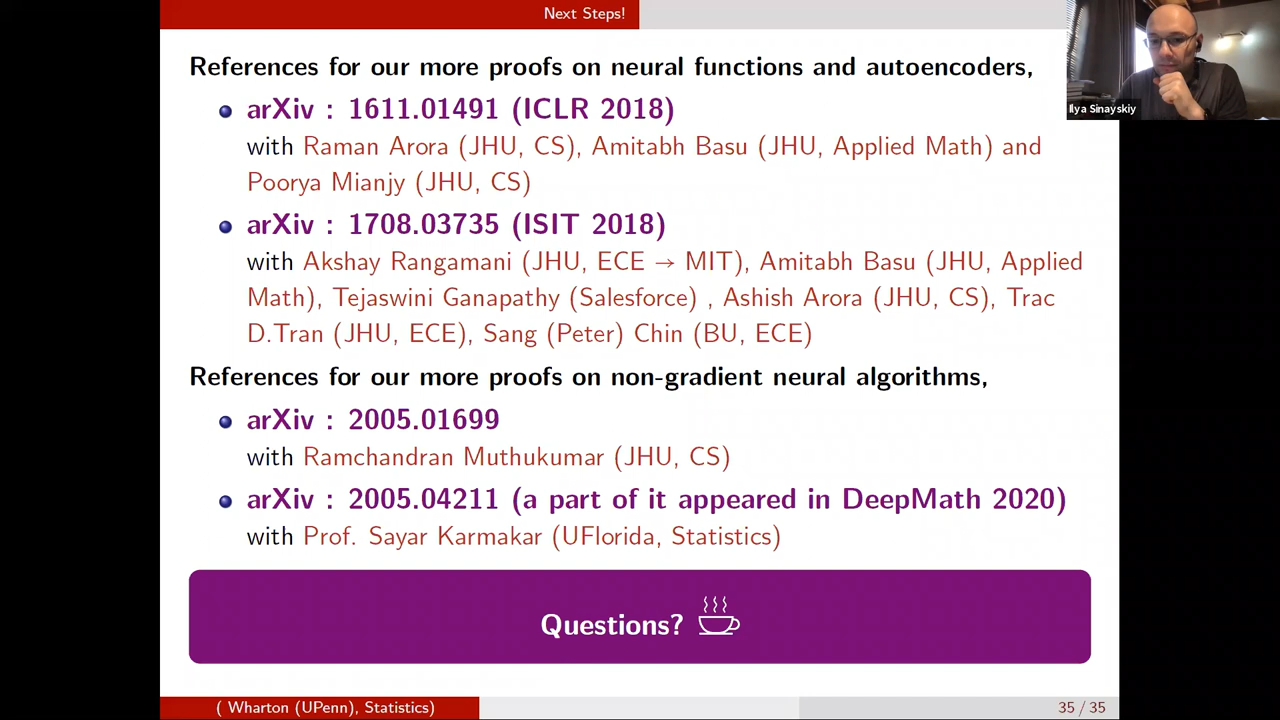 Next Steps!
References for our more proofs on neural functions and autoencoders,
arXiv : 1611.01491 (ICLR 2018)
with Raman Arora (JHU, CS), Amitabh Basu (JHU, Applied Math) and
Poorya Mianjy (JHU, CS)
arXiv : 1708.03735 (ISIT 2018)
with Akshay Rangamani (JHU, ECE → MIT), Amitabh Basu (JHU, Applied
Math), Tejaswini Ganapathy (Salesforce) , Ashish Arora (JHU, CS), Trac
D.Tran (JHU, ECE), Sang (Peter) Chin (BU, ECE)
References for our more proofs on non-gradient neural algorithms,
arXiv : 2005.01699
with Ramchandran Muthukumar (JHU, CS)
arXiv : 2005.04211 (a part of it appeared in DeepMath 2020)
with Prof. Sayar Karmakar (UFlorida, Statistics)
Questions?
( Wharton (UPenn), Statistics)
35 / 35
Ilya Sinayskiy